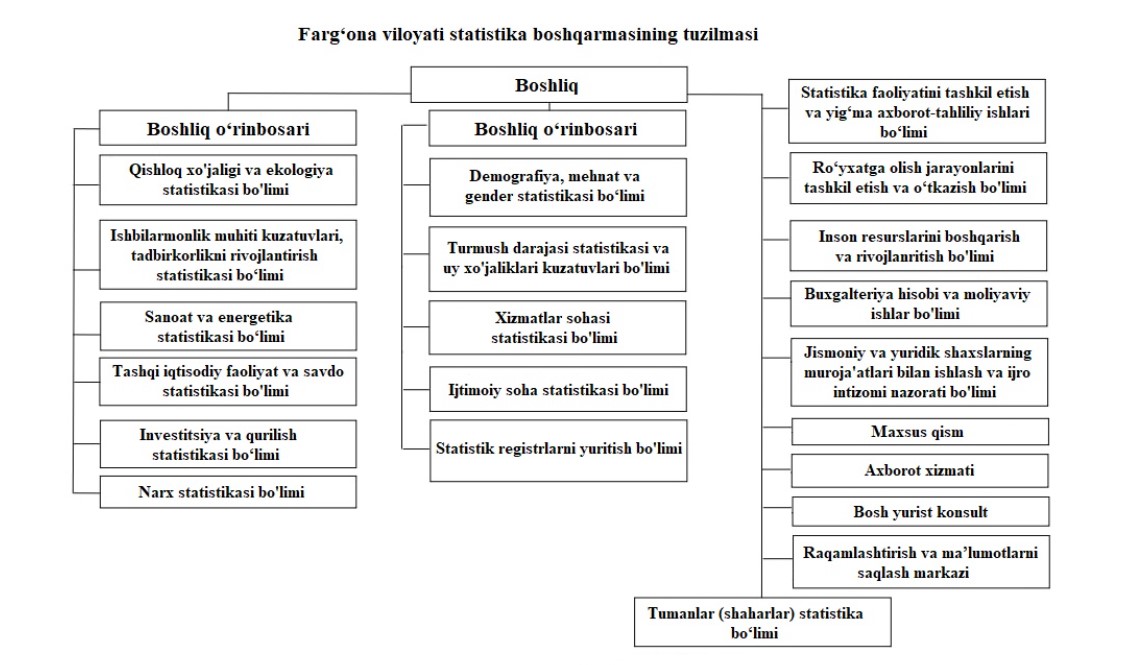 Farg‘ona viloyati statistika boshqarmasining tuzilmasi
Boshliq
Boshliq o‘rinbosari
Qishloq xo'jaligi va ekologiya
statistikasi bo'limi
Ishbilarmonlik muhiti kuzatuvlari,
tadbirkorlikni rivojlantirish
statistikasi bo‘limi
Sanoat va energetika
statistikasi bo‘limi
Tashqi iqtisodiy faoliyat va savdo
statistikasi bo'limi
Investitsiya va qurilish
statistikasi bo‘limi
Narx statistikasi bo'limi
Boshliq o‘rinbosari
Demografiya, mehnat va
gender statistikasi bo‘limi
Turmush darajasi statistikasi va
uy xo'jaliklari kuzatuvlari bo'limi
Xizmatlar sohasi
statistikasi bo'limi
Ijtimoiy soha statistikasi bo'limi
Statistik registrlarni yuritish bo'limi
Statistika faoliyatini tashkil etish
va yig‘ma axborot-tahliliy ishlari
bo‘limi
Ro‘yxatga olish jarayonlarini
tashkil etish va o‘tkazish bo'limi
Inson resurslarini boshqarish
va rivojlanritish bo'limi
Buxgalteriya hisobi va moliyaviy
ishlar bo'limi
Jismoniy va yuridik shaxslarning
muroja'atlari bilan ishlash va ijro
intizomi nazorati bo'limi
Maxsus qism
Axborot xizmati
Bosh yurist konsult
Raqamlashtirish va ma’lumotlarni
saqlash markazi
Tumanlar (shaharlar) statistika
bo‘limi